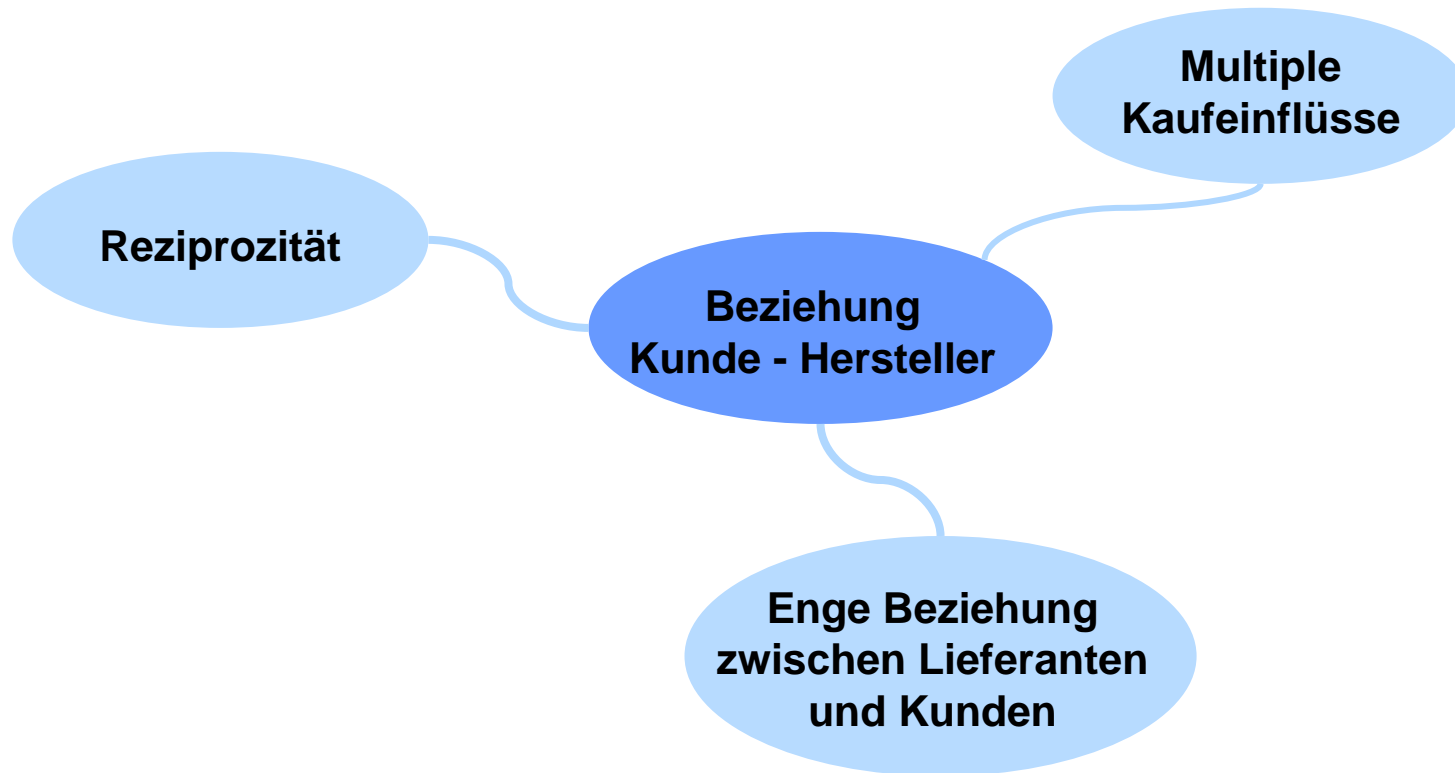 Multiple
Kaufeinflüsse
Reziprozität
Beziehung
Kunde - Hersteller
Enge Beziehung
zwischen Lieferanten
und Kunden